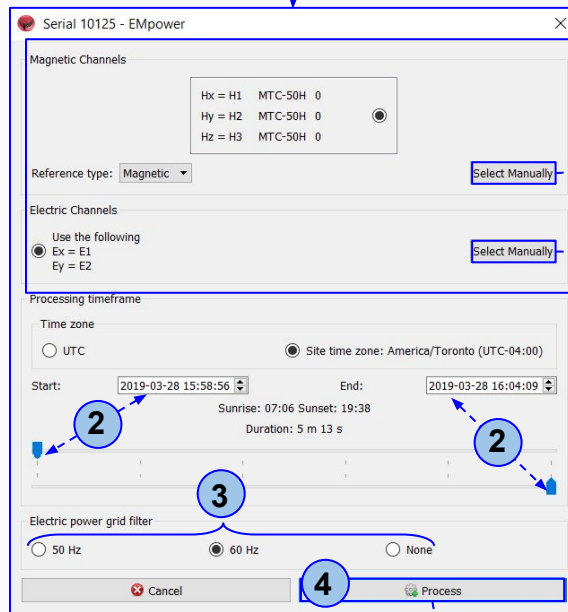 Serial 10125 - EMpower
Magnetic Channels
Hx = H1 MTC-50H 0
Hy = H2 MTC-50H 0
Hz = H3 MTC-50H 0
Reference type: Magnetic Select Manually
Electric Channels
Use the following
Ex = E1
Ey = E2
Select Manually
Processing timeframe
Time zone
UTC Site time zone: America/Toronto (UTC-04:00)
Start: 2019-03-28 15:58:56 End: 2019-03-28 16:04:09
Sunrise: 07:06 Sunset: 19:38
Duration: 5 m 13 s
2 2
3
Electric power grid filter
50 Hz 60 Hz None
Cancel 4 Process